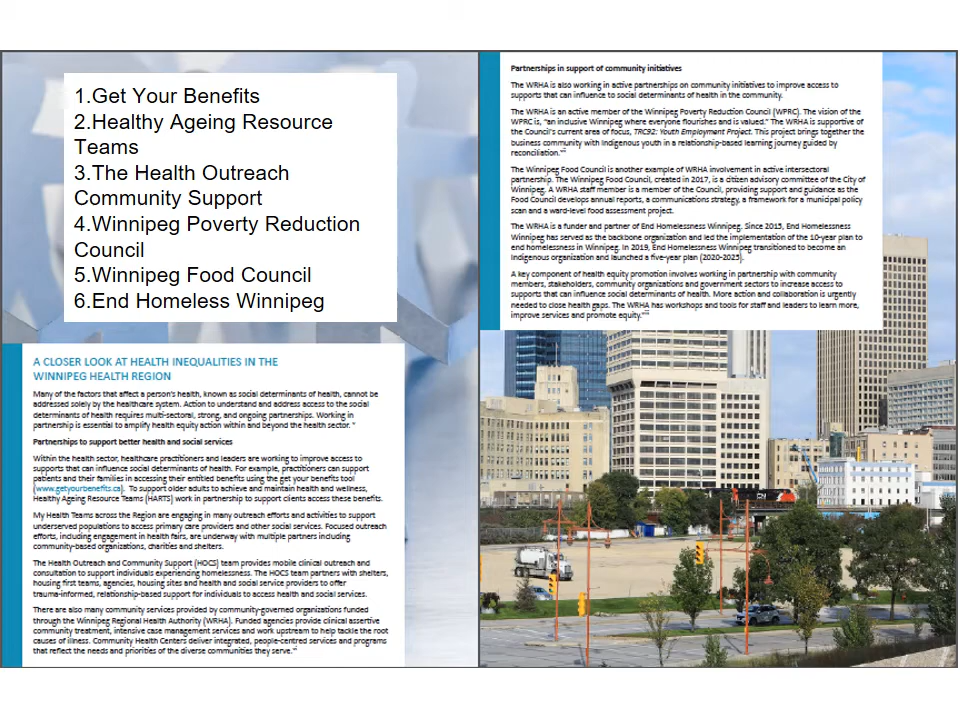 1.Get Your Benefits
2.Healthy Ageing Resource
Teams
3.The Health Outreach
Community Support
4.Winnipeg Poverty Reduction
Council
5.Winnipeg Food Council
6.End Homeless Winnipeg
A CLOSER LOOK AT HEALTH INEQUALITIES IN THE
WINNIPEG HEALTH REGION
Many of the factors that affect a person's health, known as social determinants of health, cannot be
addressed solely by the healthcare system. Action to understand and address access to the social
determinants of health requires multi-sectoral, strong, and ongoing partnerships. Working in
partnership is essential to amplify health equity action within and beyond the health sector.
Partnerships to support better health and social services
Within the health sector, healthcare practitioners and leaders are working to improve access to
supports that can influence social determinants of health. For example, practitioners can support
patients and their families in accessing their entitled benefits using the get your benefits tool
(www.getyourbenefits.ca). To support older adults to achieve and maintain health and wellness,
Healthy Ageing Resource Teams (HARTS) work in partnership to support clients access these benefits.
My Health Teams across the Region are engaging in many outreach efforts and activities to support
underserved populations to access primary care providers and other social services. Focused outreach
efforts, including engagement in health fairs, are underway with multiple partners including
community-based organizations, charities and shelters.
The Health Outreach and Community Support (HOCS) team provides mobile clinical outreach and
consultation to support individuals experiencing homelessness. The HOCS team partners with shelters,
housing first teams, agencies, housing sites and health and social service providers to offer
trauma-informed, relationship-based support for individuals to access health and social services.
There are also many community services provided by community-governed organizations funded
through the Winnipeg Regional Health Authority (WRHA). Funded agencies provide clinical assertive
community treatment, intensive case management services and work upstream to help tackle the root
causes of illness. Community Health Centers deliver integrated, people-centred services and programs
that reflect the needs and priorities of the diverse communities they serve."
Partnerships in support of community initiatives
The WRHA is also working in active partnerships on community initiatives to improve access to
supports that can influence to social determinants of health in the community.
The WRHA is an active member of the Winnipeg Poverty Reduction Council (WPRC). The vision of the
WPRC is, "an inclusive Winnipeg where everyone flourishes and is valued." The WRHA is supportive of
the Council's current area of focus, TRC92: Youth Employment Project. This project brings together the
business community with Indigenous youth in a relationship-based learning journey guided by
reconciliation."
The Winnipeg Food Council is another example of WRHA involvement in active intersectoral
partnership. The Winnipeg Food Council, created in 2017, is a citizen advisory committee of the City of
Winnipeg. A WRHA staff member is a member of the Council, providing support and guidance as the
Food Council develops annual reports, a communications strategy, a framework for a municipal policy
scan and a ward-level food assessment project.
The WRHA is a funder and partner of End Homelessness Winnipeg. Since 2015, End Homelessness
Winnipeg has served as the backbone organization and led the implementation of the 10-year plan to
end homelessness in Winnipeg. In 2019, End Homelessness Winnipeg transitioned to become an
Indigenous organization and launched a five-year plan (2020-2025).
A key component of health equity promotion involves working in partnership with community
members, stakeholders, community organizations and government sectors to increase access to
supports that can influence social determinants of health. More action and collaboration is urgently
needed to close health gaps. The WRHA has workshops and tools for staff and leaders to learn more,
improve services and promote equity."
CN